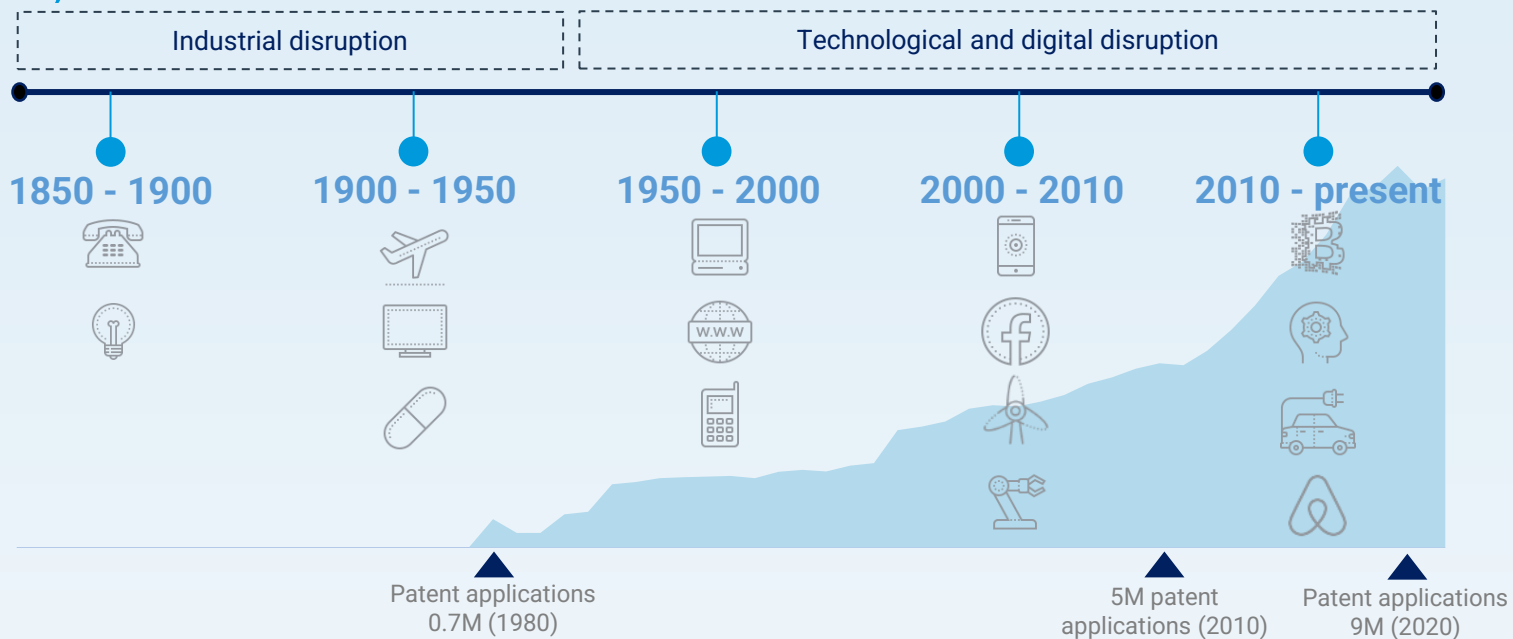 Industrial disruption
Technological and digital disruption
1850 - 1900
1900 - 1950
1950 - 2000
2000 - 2010
2010 - present
B
W.W.W
f
Patent applications
0.7M (1980)
5M patent
applications (2010)
Patent applications
9M (2020)